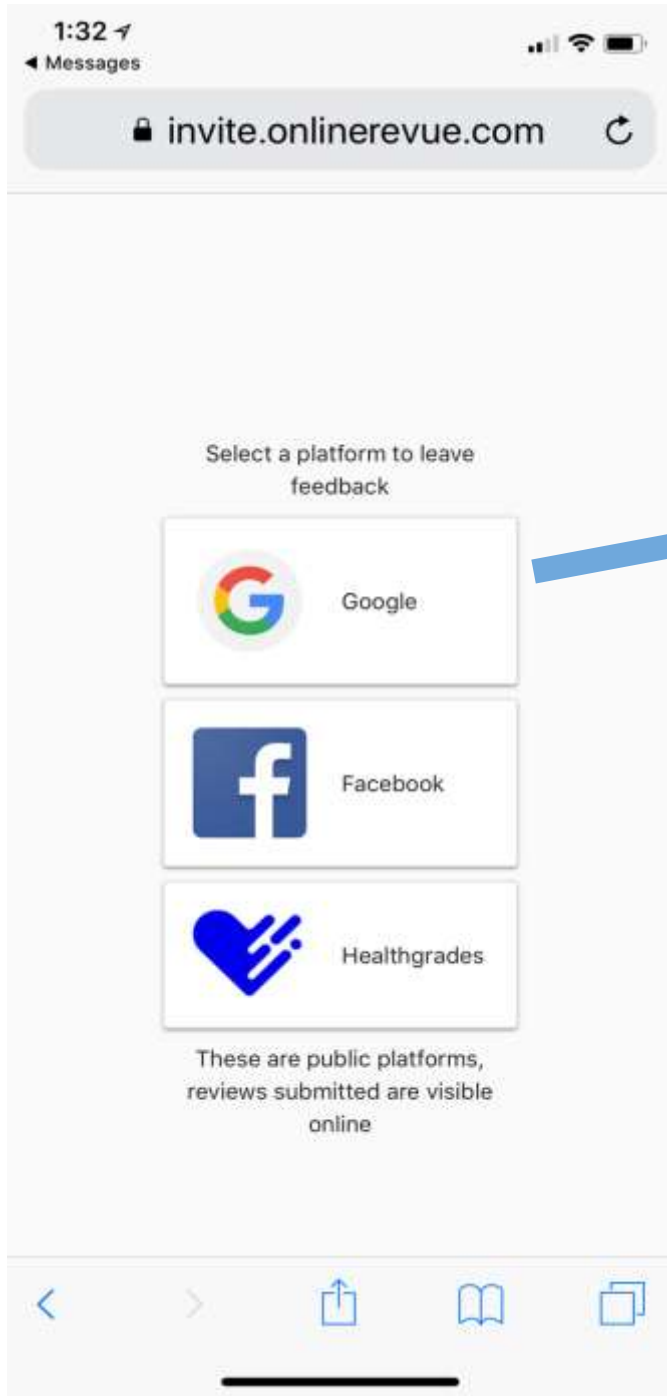 1:32
◀ Messages
invite.onlinerevue.com
Select a platform to leave
feedback
Google
Facebook
Healthgrades
These are public platforms,
reviews submitted are visible
online